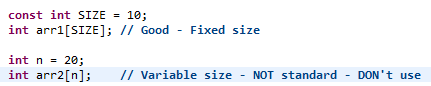 const int SIZE = 10;
int arr1[SIZE]; // Good - Fixed size
int n = 20;
int arr2[n];    // Variable size - NOT standard - DON't use